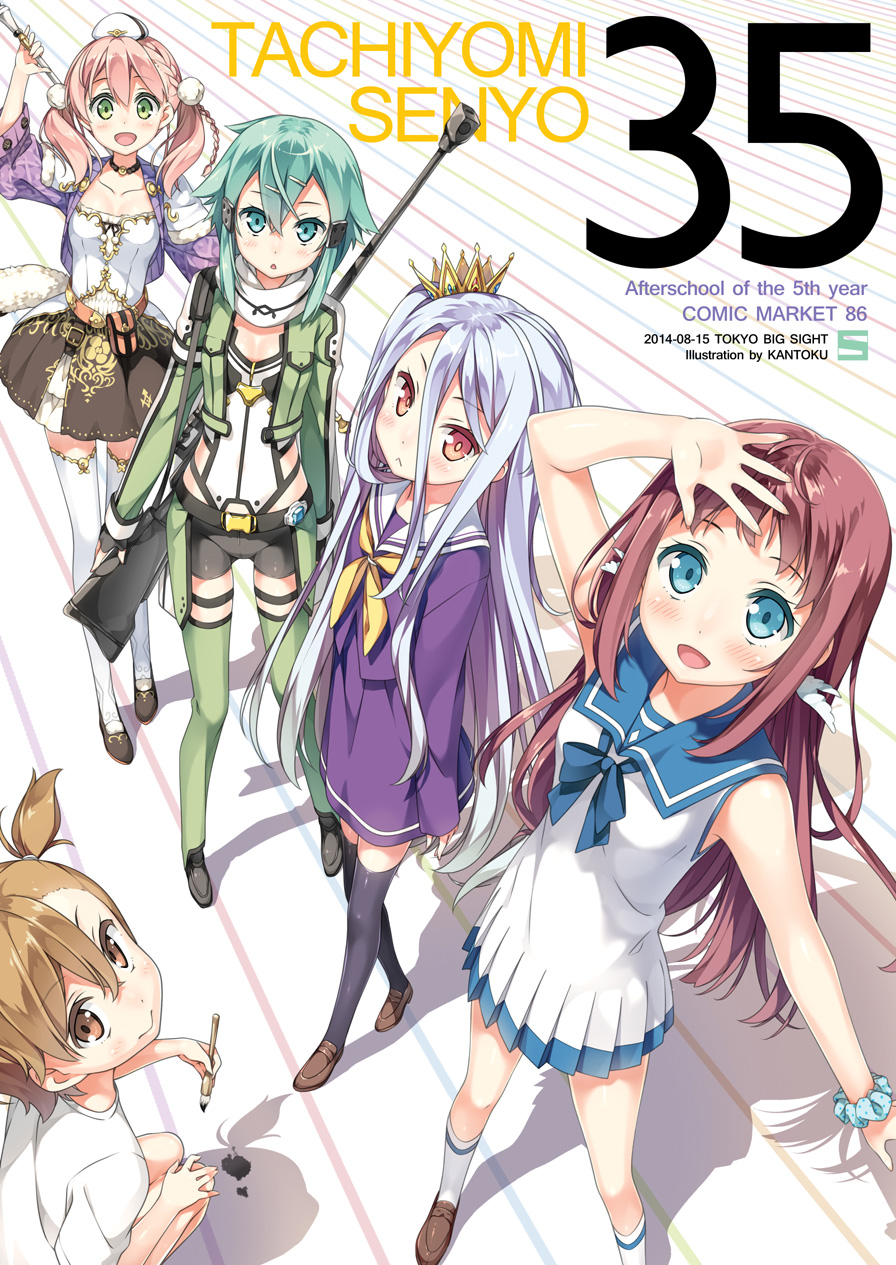 TACHIYOMI
SENYO
35
Afterschool of the 5th year
COMIC MARKET 86
2014-08-15 TOKYO BIG SIGHT
Illustration by KANTOKU
5